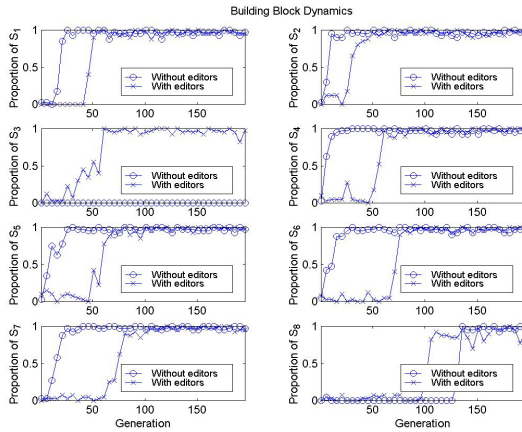 Building Block Dynamics
Proportion of S1
1
0.5
0
50 100 150
Without editors
With editors
Proportion of S2
1
0.5
0
50 100 150
Without editors
With editors
Proportion of S3
1
0.5
0
50 100 150
Without editors
With editors
Proportion of S4
1
0.5
0
50 100 150
Without editors
With editors
Proportion of S5
1
0.5
0
50 100 150
Without editors
With editors
Proportion of S6
1
0.5
0
50 100 150
Without editors
With editors
Proportion of S7
1
0.5
0
50 100 150
Generation
Without editors
With editors
Proportion of S8
1
0.5
0
50 100 150
Generation
Without editors
With editors